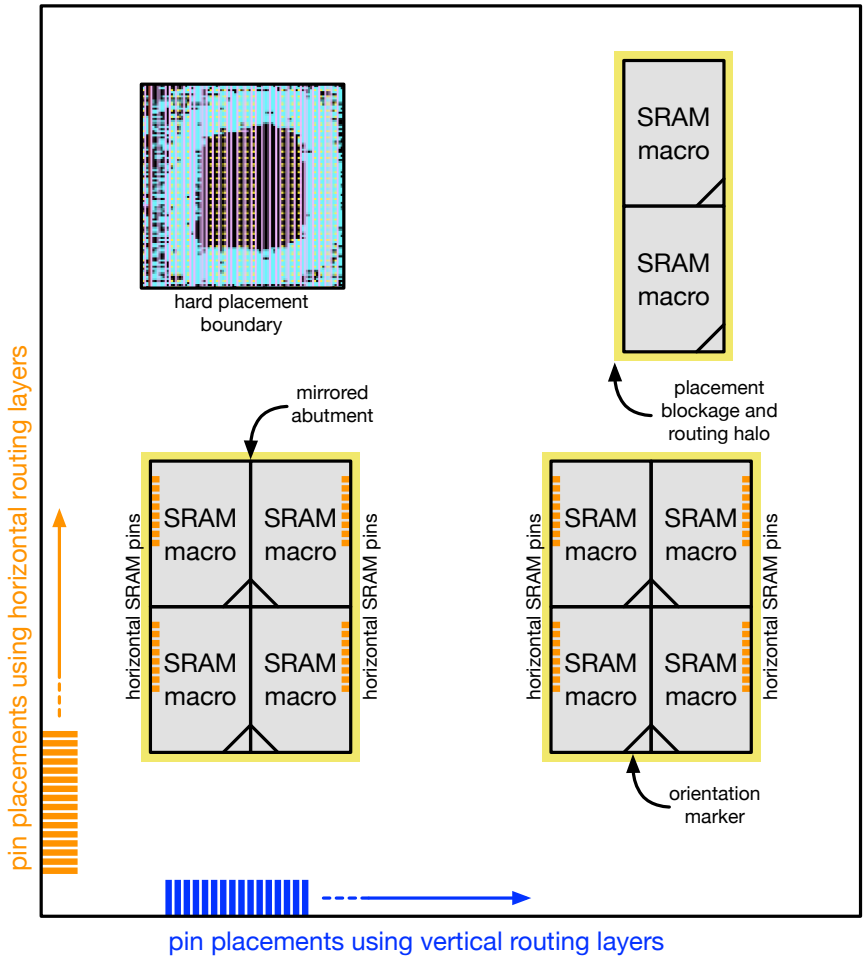 SRAM
macro
SRAM
macro
hard placement
boundary
placement
blockage and
routing halo
mirrored
abutment
horizontal SRAM pins
SRAM
macro
SRAM
macro
SRAM
macro
SRAM
macro
horizontal SRAM pins
horizontal SRAM pins
SRAM
macro
SRAM
macro
SRAM
macro
SRAM
macro
horizontal SRAM pins
orientation
marker
pin placements using horizontal routing layers
pin placements using vertical routing layers